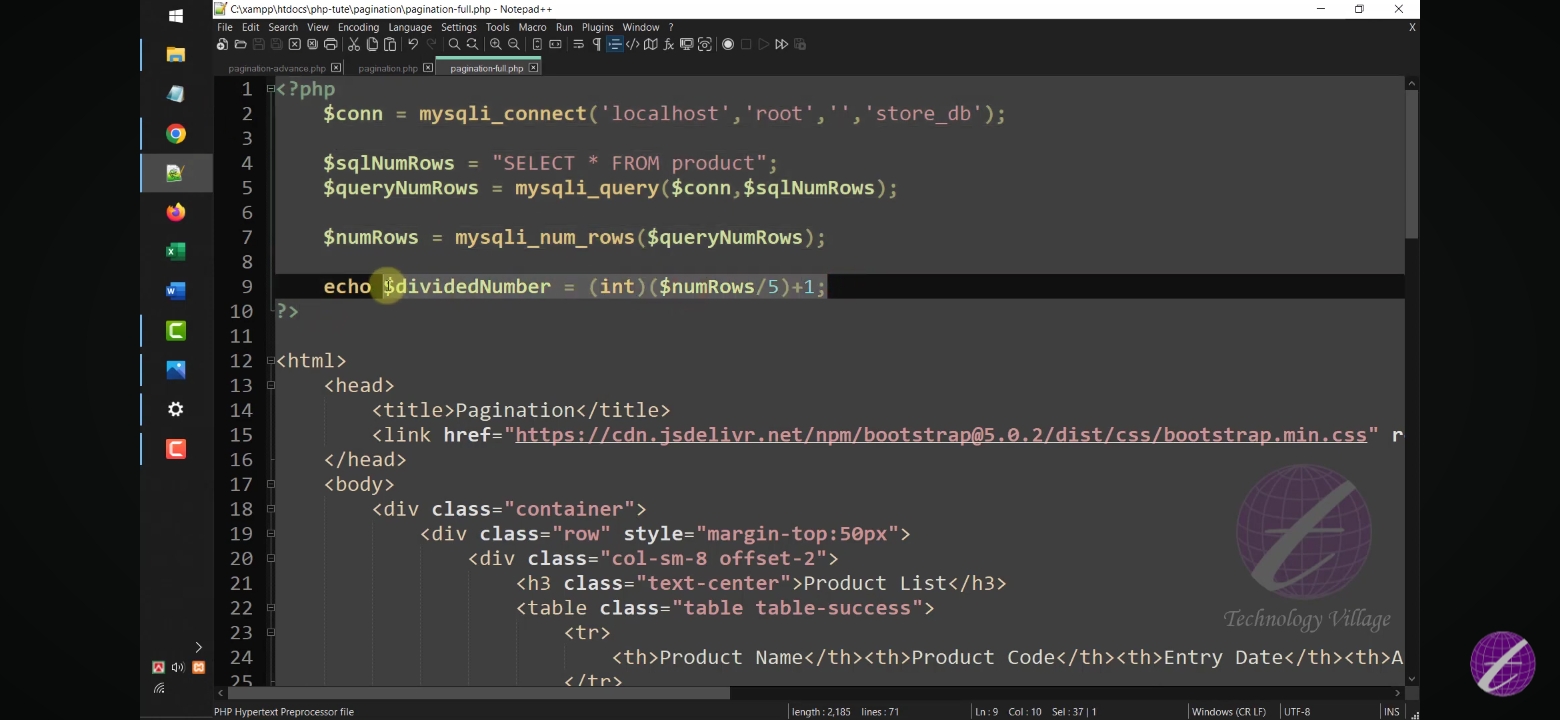 C:\xampp\htdocs\php-tute\pagination\pagination-full.php - Notepad++
File Edit Search View Encoding Language Settings Tools Macro Run Plugins Window ? X
pagination-advance.php pagination.php pagination-full.php
1 <?php
2 $conn = mysqli_connect('localhost','root','','store_db');
3
4 $sqlNumRows = "SELECT * FROM product";
5 $queryNumRows = mysqli_query($conn,$sqlNumRows);
6
7 $numRows = mysqli_num_rows($queryNumRows);
8
9 echo $dividedNumber = (int)($numRows/5)+1;
10 ?>
11
12 <html>
13 <head>
14 <title>Pagination</title>
15 <link href="https://cdn.jsdelivr.net/npm/bootstrap@5.0.2/dist/css/bootstrap.min.css" r
16 </head>
17 <body>
18 <div class="container">
19 <div class="row" style="margin-top:50px">
20 <div class="col-sm-8 offset-2">
21 <h3 class="text-center">Product List</h3>
22 <table class="table table-success">
23 <tr>
24 <th>Product Name</th><th>Product Code</th><th>Entry Date</th><th>A
25 </tr>
Technology Village
PHP Hypertext Preprocessor file length : 2,185 lines : 71 Ln : 9 Col : 10 Sel : 37 | 1 Windows (CR LF) UTF-8 INS